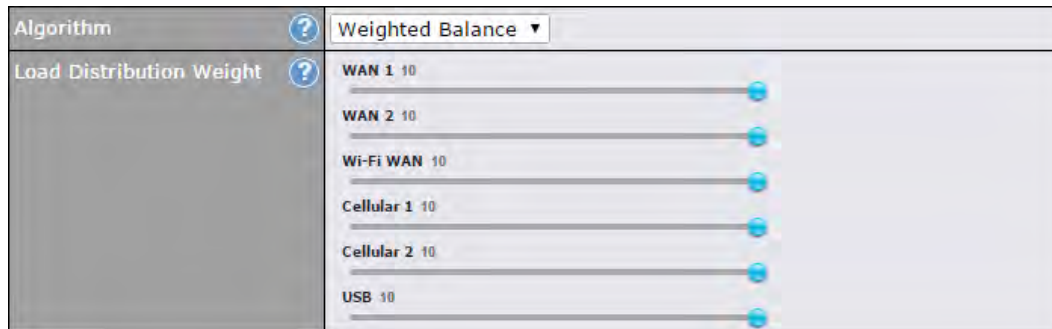 Algorithm ? Weighted Balance ▼
Load Distribution Weight ? WAN 1 10
WAN 2 10
Wi-Fi WAN 10
Cellular 1 10
Cellular 2 10
USB 10